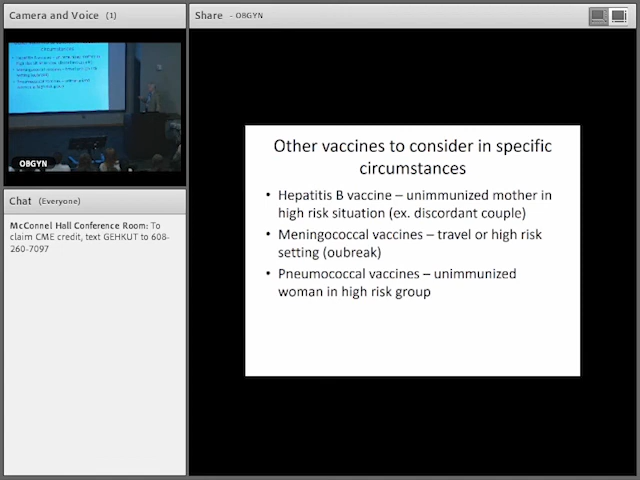 Camera and Voice (1)
OBGYN
Chat (Everyone)
McConnel Hall Conference Room: To
claim CME credit, text GEHKUT to 608-
260-7097
Share - OBGYN
Other vaccines to consider in specific
circumstances
• Hepatitis B vaccine – unimmunized mother in
high risk situation (ex. discordant couple)
• Meningococcal vaccines – travel or high risk
setting (oubreak)
• Pneumococcal vaccines – unimmunized
woman in high risk group